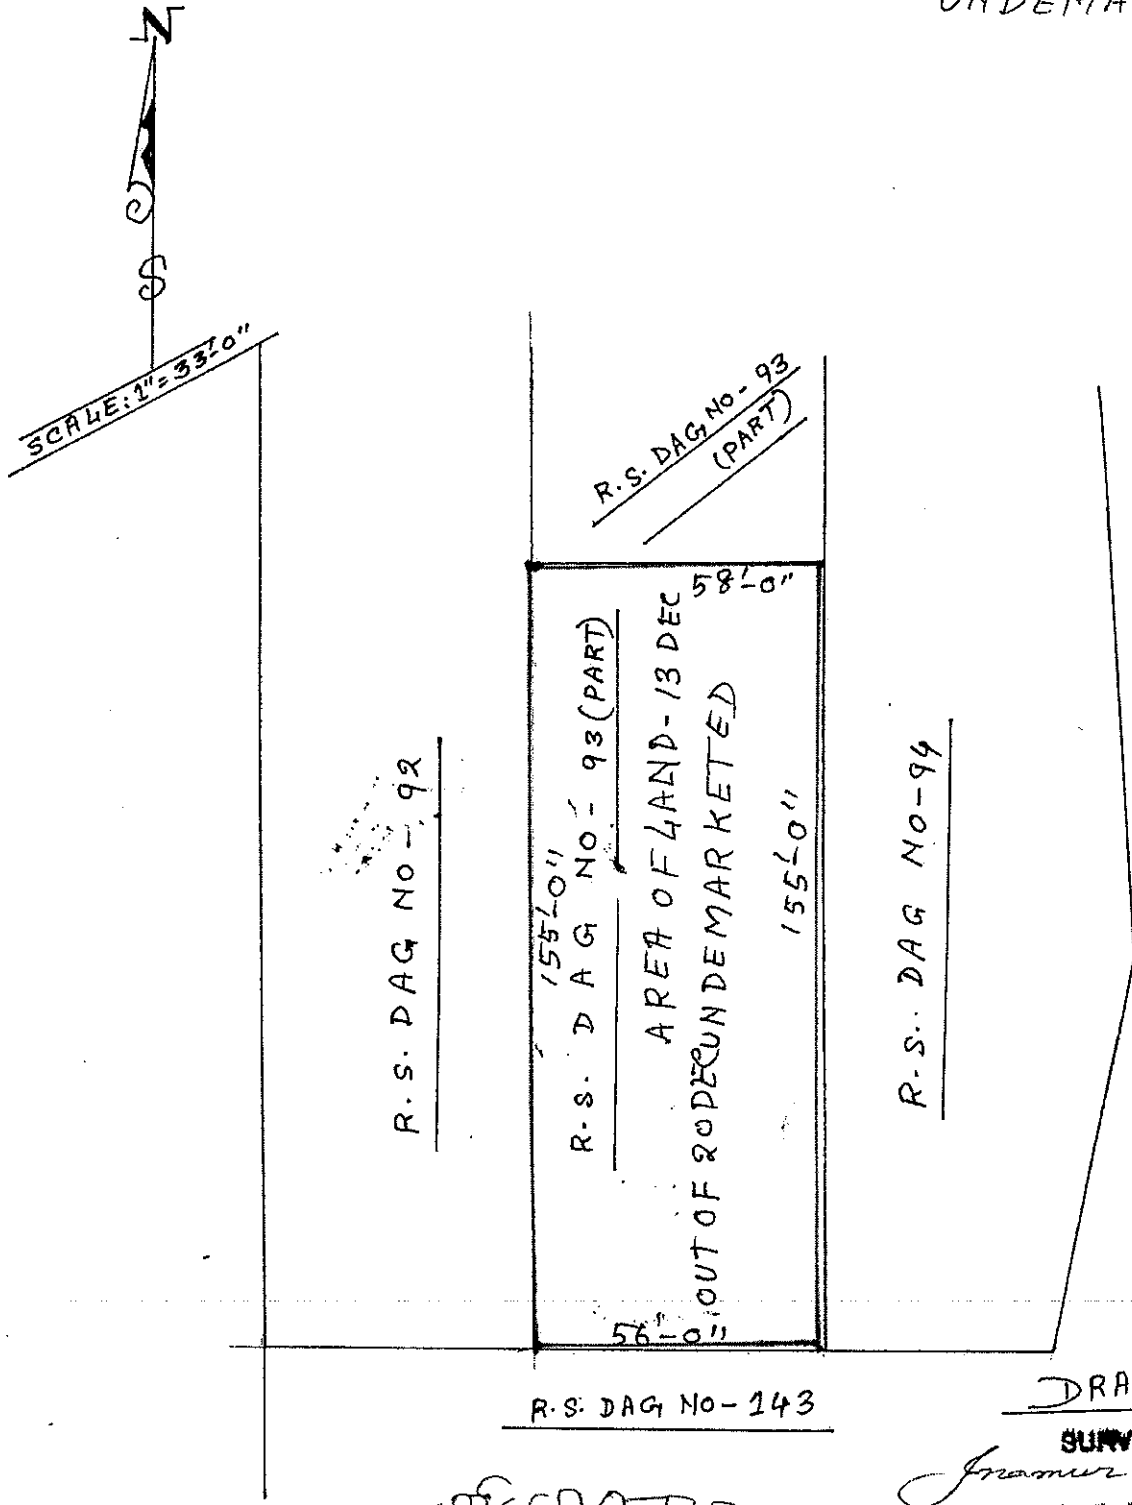 UNDEMA
N
S
SCALE: 1"= 33'-0"
R.S. DAG NO - 93
(PART)
58'-0"
R.S. DAG NO - 92
155'-0"
R.S. DAG NO - 93 (PART)
AREA OF LAND - 13 DEC
OUT OF 20DEC UNDEMARKETED
155'-0"
R.S. DAG NO-94
56'-0"
R.S. DAG NO - 143
DRA
SURV